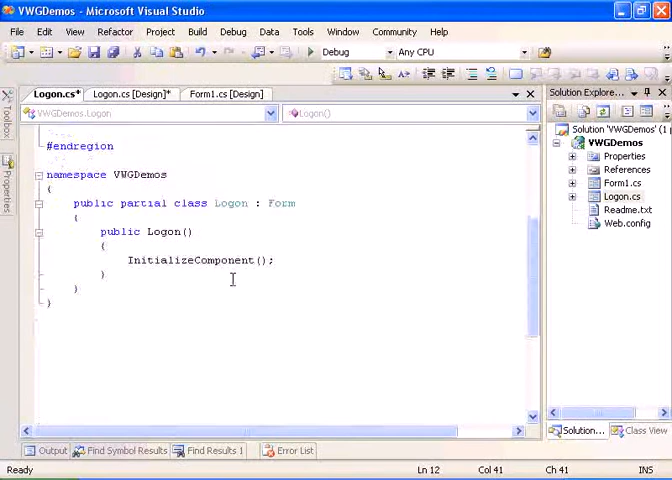 VWGDemos - Microsoft Visual Studio
File Edit View Refactor Project Build Debug Data Tools Window Community Help
Debug Any CPU
Logon.cs* Logon.cs [Design]* Form1.cs [Design]
VWGDemos.Logon Logon()
#endregion
namespace VWGDemos
{
public partial class Logon : Form
{
public Logon()
{
InitializeComponent();
}
}
}
Toolbox
Properties
Solution Explore...
Solution 'VWGDemos' (1 p
VWGDemos
Properties
References
Form1.cs
Logon.cs
Readme.txt
Web.config
Solution... Class View
Output Find Symbol Results Find Results 1 Error List
Ready Ln 12 Col 41 Ch 41 INS